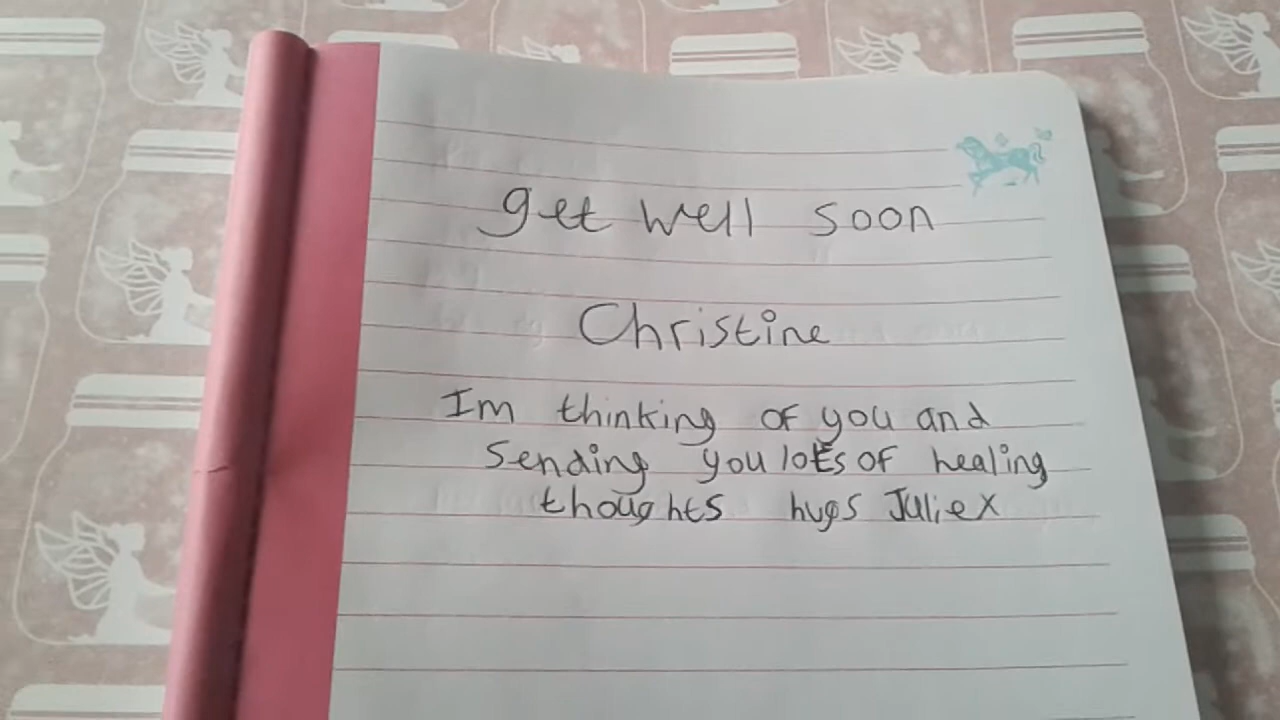 get well soon
Christine
Im thinking of you and
sending you lots of healing
thoughts hugs Julie x